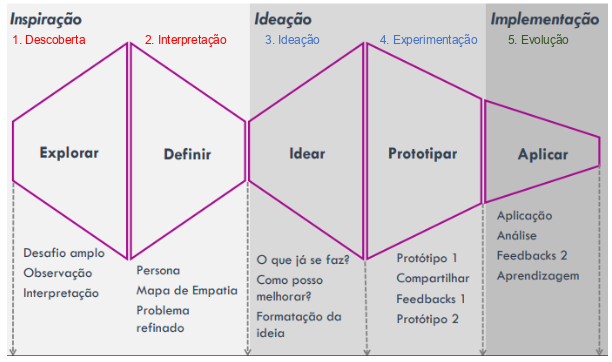 Inspiração
Ideação
Implementação
1. Descoberta
2. Interpretação
3. Ideação
4. Experimentação
5. Evolução
Explorar
Definir
Idear
Prototipar
Aplicar
Desafio amplo
Observação
Interpretação
Persona
Mapa de Empatia
Problema
refinado
O que já se faz?
Como posso
melhorar?
Formatação da
ideia
Protótipo 1
Compartilhar
Feedbacks 1
Protótipo 2
Aplicação
Análise
Feedbacks 2
Aprendizagem